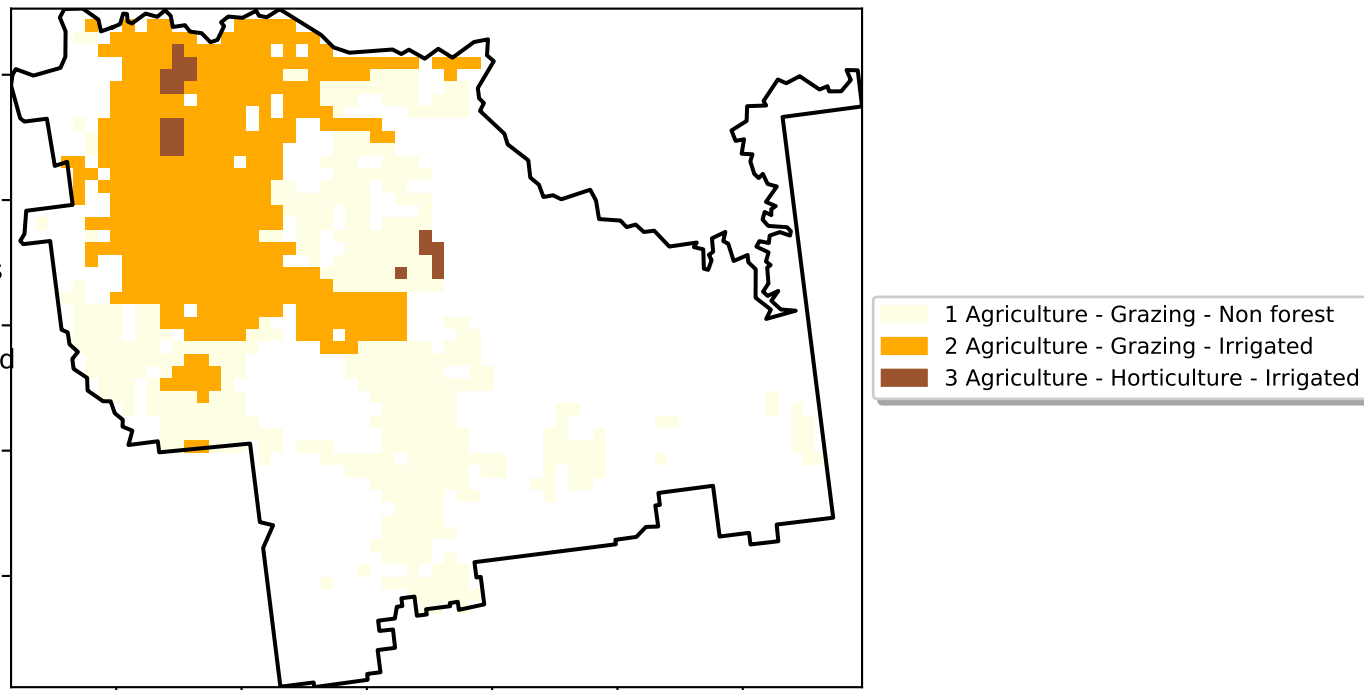 s
d
1 Agriculture - Grazing - Non forest
2 Agriculture - Grazing - Irrigated
3 Agriculture - Horticulture - Irrigated